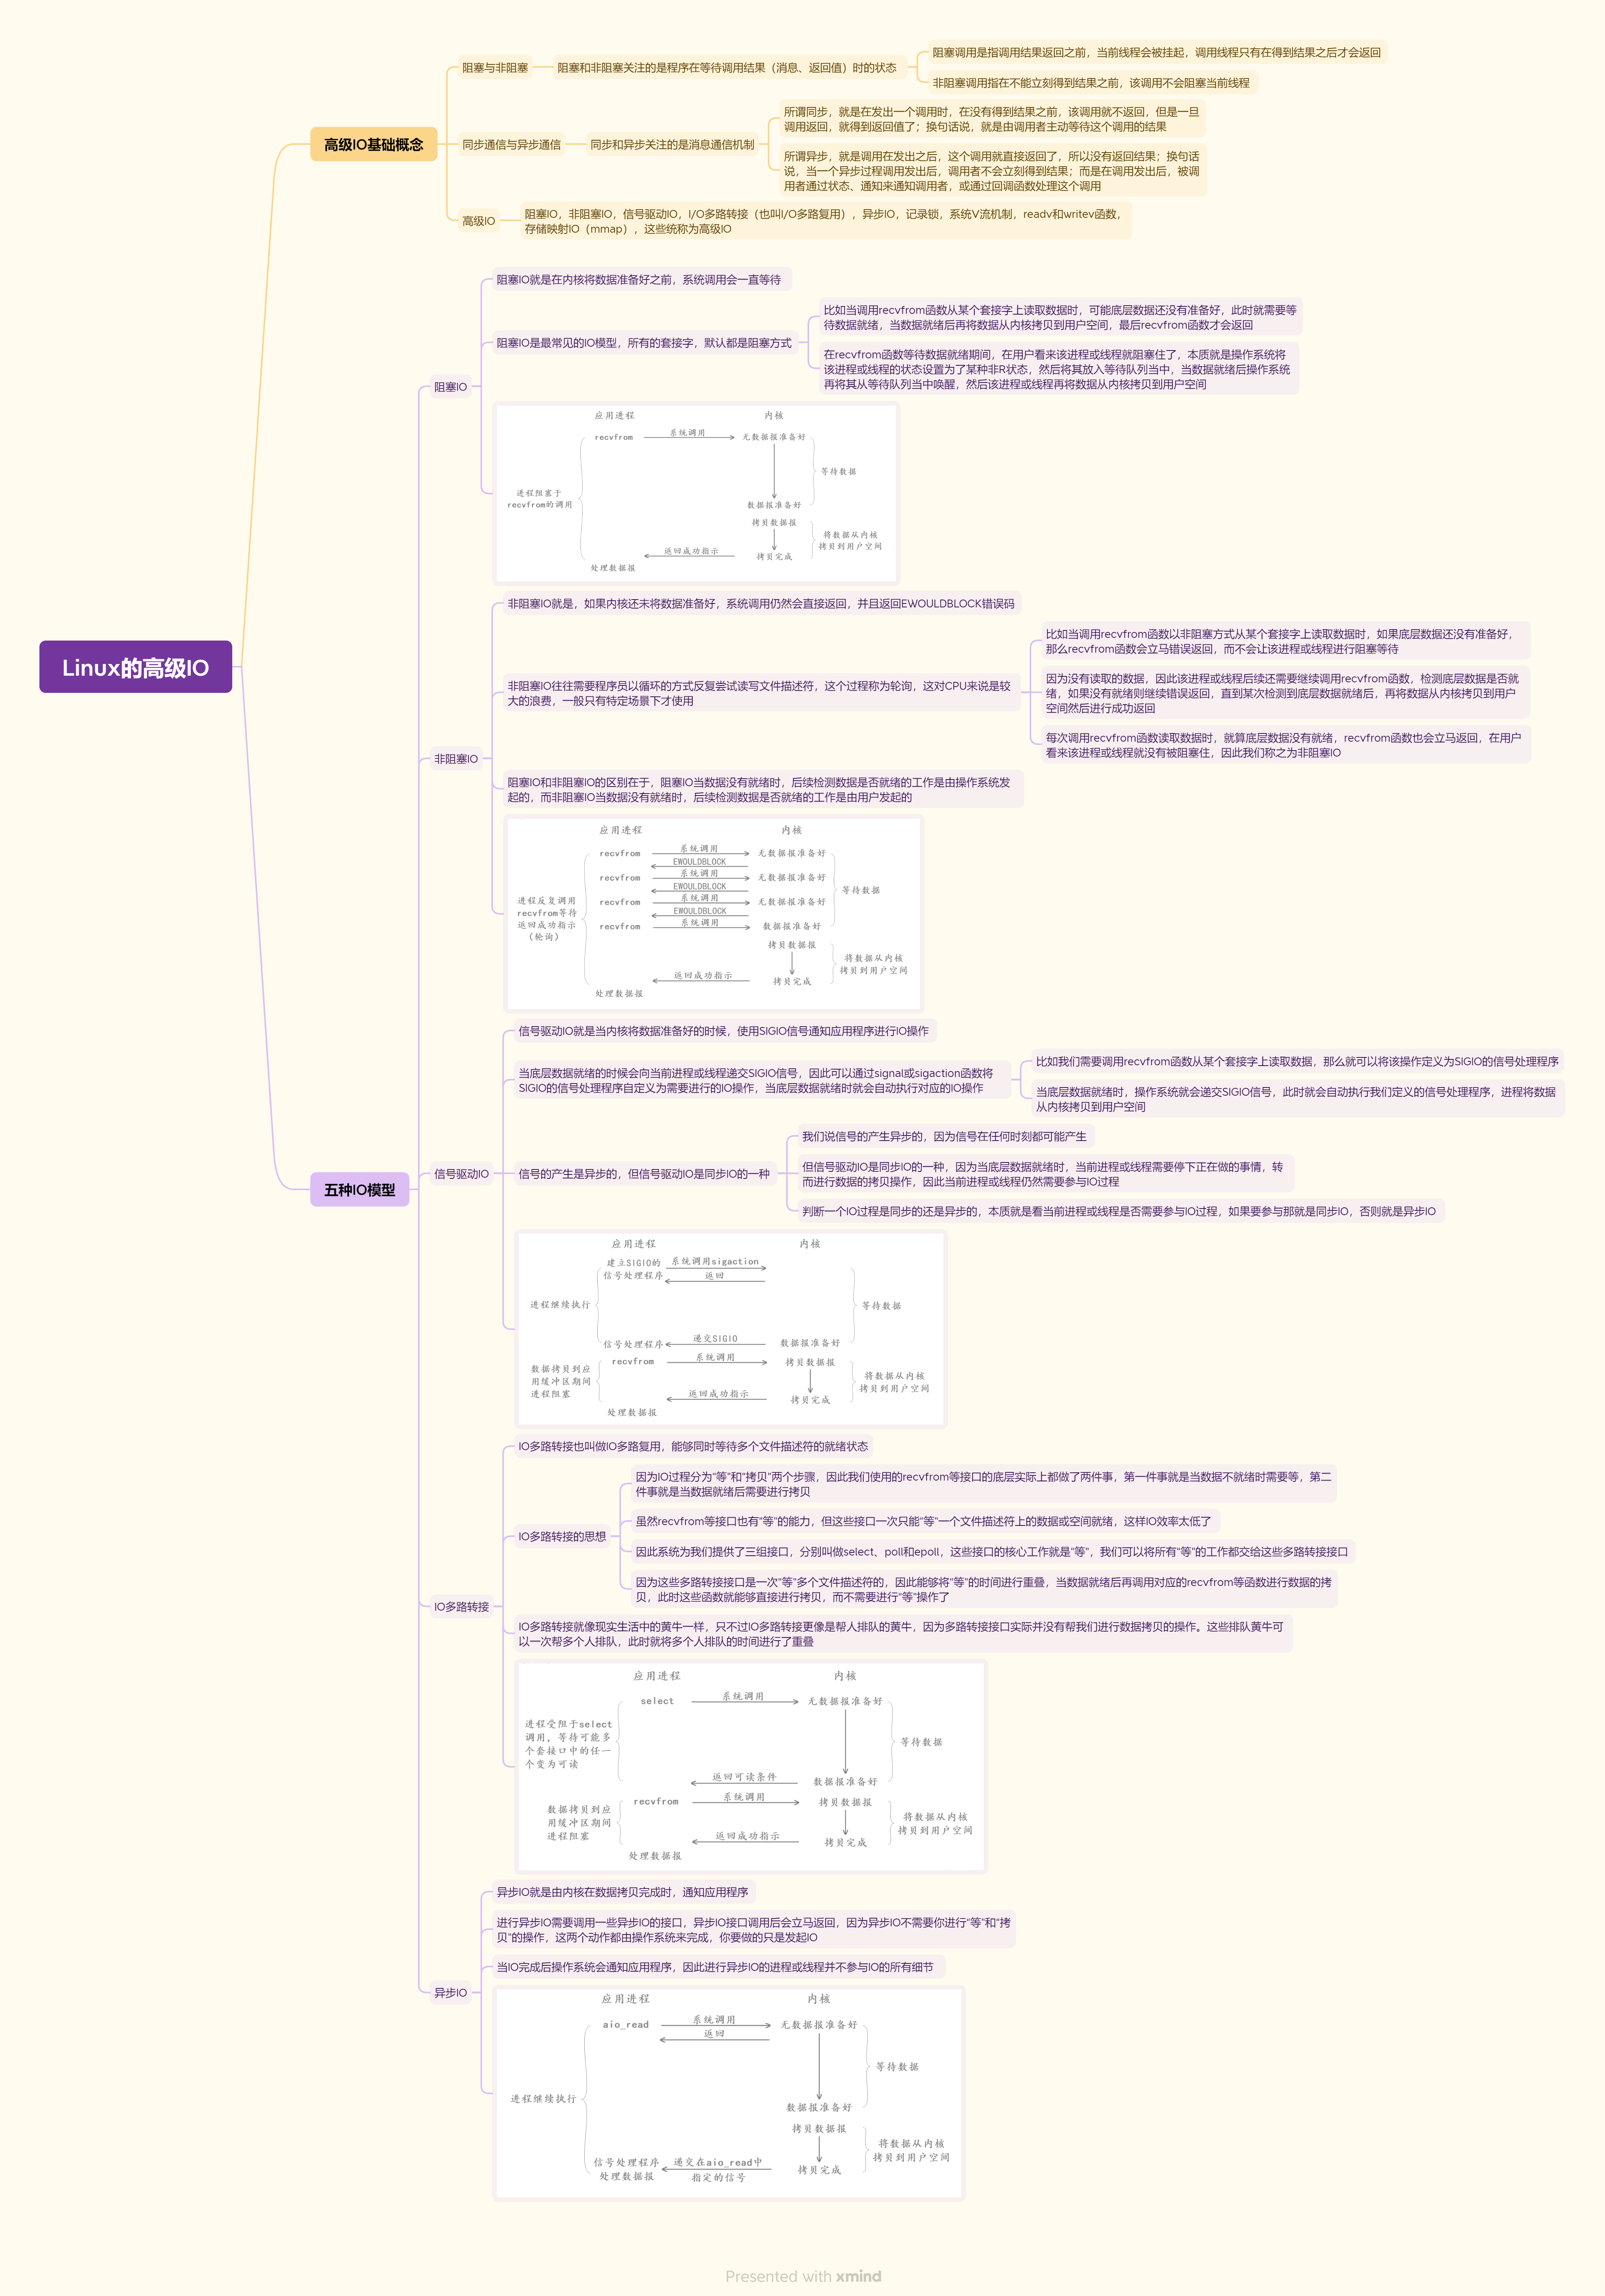 Linux的高级IO
高级IO基础概念
阻塞与非阻塞
阻塞和非阻塞关注的是程序在等待调用结果（消息、返回值）时的状态
阻塞调用是指调用结果返回之前，当前线程会被挂起，调用线程只有在得到结果之后才会返回
非阻塞调用指在不能立刻得到结果之前，该调用不会阻塞当前线程
同步通信与异步通信
同步和异步关注的是消息通信机制
所谓同步，就是在发出一个调用时，在没有得到结果之前，该调用就不返回，但是一旦
调用返回，就得到返回值了；换句话说，就是由调用者主动等待这个调用的结果
所谓异步，就是调用在发出之后，这个调用就直接返回了，所以没有返回结果；换句话
说，当一个异步过程调用发出后，调用者不会立刻得到结果；而是在调用发出后，被调
用者通过状态、通知来通知调用者，或通过回调函数处理这个调用
高级IO
阻塞IO，非阻塞IO，信号驱动IO，I/O多路转接（也叫I/O多路复用），异步IO，记录锁，系统V流机制，readv和writev函数，
存储映射IO（mmap），这些统称为高级IO
五种IO模型
阻塞IO
阻塞IO就是在内核将数据准备好之前，系统调用会一直等待
阻塞IO是最常见的IO模型，所有的套接字，默认都是阻塞方式
比如当调用recvfrom函数从某个套接字上读取数据时，可能底层数据还没有准备好，此时就需要等
待数据就绪，当数据就绪后再将数据从内核拷贝到用户空间，最后recvfrom函数才会返回
在recvfrom函数等待数据就绪期间，在用户看来该进程或线程就阻塞住了，本质就是操作系统将
该进程或线程的状态设置为了某种非R状态，然后将其放入等待队列当中，当数据就绪后操作系统
再将其从等待队列当中唤醒，然后该进程或线程再将数据从内核拷贝到用户空间
应用进程
内核
recvfrom
系统调用
无数据报准备好
等待数据
进程阻塞于
recvfrom的调用
数据报准备好
拷贝数据报
将数据从内核
拷贝到用户空间
返回成功指示
拷贝完成
处理数据报
非阻塞IO
非阻塞IO就是，如果内核还未将数据准备好，系统调用仍然会直接返回，并且返回EWOULDBLOCK错误码
非阻塞IO往往需要程序员以循环的方式反复尝试读写文件描述符，这个过程称为轮询，这对CPU来说是较
大的浪费，一般只有特定场景下才使用
比如当调用recvfrom函数以非阻塞方式从某个套接字上读取数据时，如果底层数据还没有准备好，
那么recvfrom函数会立马错误返回，而不会让该进程或线程进行阻塞等待
因为没有读取的数据，因此该进程或线程后续还需要继续调用recvfrom函数，检测底层数据是否就
绪，如果没有就绪则继续错误返回，直到某次检测到底层数据就绪后，再将数据从内核拷贝到用户
空间然后进行成功返回
每次调用recvfrom函数读取数据时，就算底层数据没有就绪，recvfrom函数也会立马返回，在用户
看来该进程或线程就没有被阻塞住，因此我们称之为非阻塞IO
阻塞IO和非阻塞IO的区别在于，阻塞IO当数据没有就绪时，后续检测数据是否就绪的工作是由操作系统发
起的，而非阻塞IO当数据没有就绪时，后续检测数据是否就绪的工作是由用户发起的
应用进程
内核
recvfrom
系统调用
无数据报准备好
EWOULDBLOCK
recvfrom
系统调用
无数据报准备好
EWOULDBLOCK
等待数据
recvfrom
系统调用
无数据报准备好
EWOULDBLOCK
recvfrom
系统调用
数据报准备好
进程反复调用
recvfrom等待
返回成功指示
（轮询）
拷贝数据报
将数据从内核
拷贝到用户空间
返回成功指示
拷贝完成
处理数据报
信号驱动IO
信号驱动IO就是当内核将数据准备好的时候，使用SIGIO信号通知应用程序进行IO操作
当底层数据就绪的时候会向当前进程或线程递交SIGIO信号，因此可以通过signal或sigaction函数将
SIGIO的信号处理程序自定义为需要进行的IO操作，当底层数据就绪时就会自动执行对应的IO操作
比如我们需要调用recvfrom函数从某个套接字上读取数据，那么就可以将该操作定义为SIGIO的信号处理程序
当底层数据就绪时，操作系统就会递交SIGIO信号，此时就会自动执行我们定义的信号处理程序，进程将数据
从内核拷贝到用户空间
信号的产生是异步的，但信号驱动IO是同步IO的一种
我们说信号的产生异步的，因为信号在任何时刻都可能产生
但信号驱动IO是同步IO的一种，因为当底层数据就绪时，当前进程或线程需要停下正在做的事情，转
而进行数据的拷贝操作，因此当前进程或线程仍然需要参与IO过程
判断一个IO过程是同步的还是异步的，本质就是看当前进程或线程是否需要参与IO过程，如果要参与那就是同步IO，否则就是异步IO
应用进程
内核
建立SIGIO的
信号处理程序
系统调用sigaction
返回
进程继续执行
等待数据
信号处理程序
递交SIGIO
数据报准备好
recvfrom
系统调用
拷贝数据报
数据拷贝到应
用缓冲区期间
进程阻塞
将数据从内核
拷贝到用户空间
返回成功指示
拷贝完成
处理数据报
IO多路转接
IO多路转接也叫做IO多路复用，能够同时等待多个文件描述符的就绪状态
IO多路转接的思想
因为IO过程分为"等"和"拷贝"两个步骤，因此我们使用的recvfrom等接口的底层实际上都做了两件事，第一件事就是当数据不就绪时需要等，第二
件事就是当数据就绪后需要进行拷贝
虽然recvfrom等接口也有"等"的能力，但这些接口一次只能"等"一个文件描述符上的数据或空间就绪，这样IO效率太低了
因此系统为我们提供了三组接口，分别叫做select、poll和epoll，这些接口的核心工作就是"等"，我们可以将所有"等"的工作都交给这些多路转接接口
因为这些多路转接接口是一次"等"多个文件描述符的，因此能够将"等"的时间进行重叠，当数据就绪后再调用对应的recvfrom等函数进行数据的拷
贝，此时这些函数就能够直接进行拷贝，而不需要进行"等"操作了
IO多路转接就像现实生活中的黄牛一样，只不过IO多路转接更像是帮人排队的黄牛，因为多路转接接口实际并没有帮我们进行数据拷贝的操作。这些排队黄牛可
以一次帮多个人排队，此时就将多个人排队的时间进行了重叠
应用进程
内核
select
系统调用
无数据报准备好
进程受阻于select
调用，等待可能多
个套接口中的任一
个变为可读
等待数据
返回可读条件
数据报准备好
recvfrom
系统调用
拷贝数据报
数据拷贝到应
用缓冲区期间
进程阻塞
将数据从内核
拷贝到用户空间
返回成功指示
拷贝完成
处理数据报
异步IO
异步IO就是由内核在数据拷贝完成时，通知应用程序
进行异步IO需要调用一些异步IO的接口，异步IO接口调用后会立马返回，因为异步IO不需要你进行"等"和"拷
贝"的操作，这两个动作都由操作系统来完成，你要做的只是发起IO
当IO完成后操作系统会通知应用程序，因此进行异步IO的进程或线程并不参与IO的所有细节
应用进程
内核
aio_read
系统调用
无数据报准备好
返回
等待数据
进程继续执行
数据报准备好
拷贝数据报
将数据从内核
拷贝到用户空间
信号处理程序
处理数据报
递交在aio_read中
指定的信号
拷贝完成
Presented with xmind